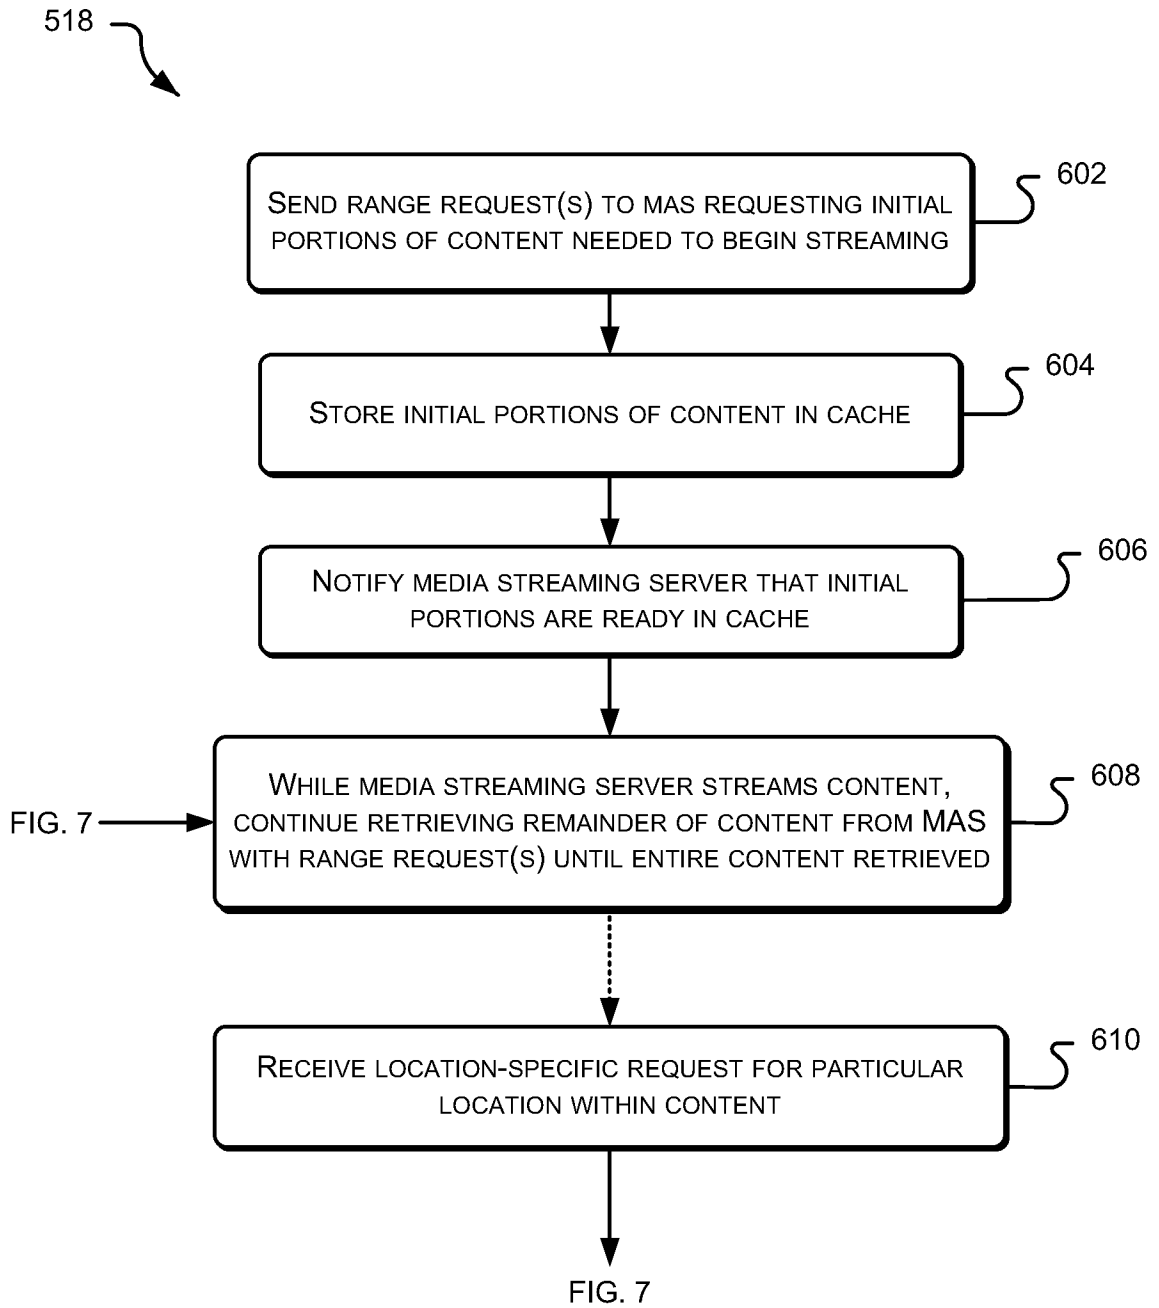 518
602
SEND RANGE REQUEST(S) TO MAS REQUESTING INITIAL
PORTIONS OF CONTENT NEEDED TO BEGIN STREAMING
604
STORE INITIAL PORTIONS OF CONTENT IN CACHE
606
NOTIFY MEDIA STREAMING SERVER THAT INITIAL
PORTIONS ARE READY IN CACHE
608
WHILE MEDIA STREAMING SERVER STREAMS CONTENT,
FIG. 7
CONTINUE RETRIEVING REMAINDER OF CONTENT FROM MAS
WITH RANGE REQUEST(S) UNTIL ENTIRE CONTENT RETRIEVED
610
RECEIVE LOCATION-SPECIFIC REQUEST FOR PARTICULAR
LOCATION WITHIN CONTENT
FIG. 7